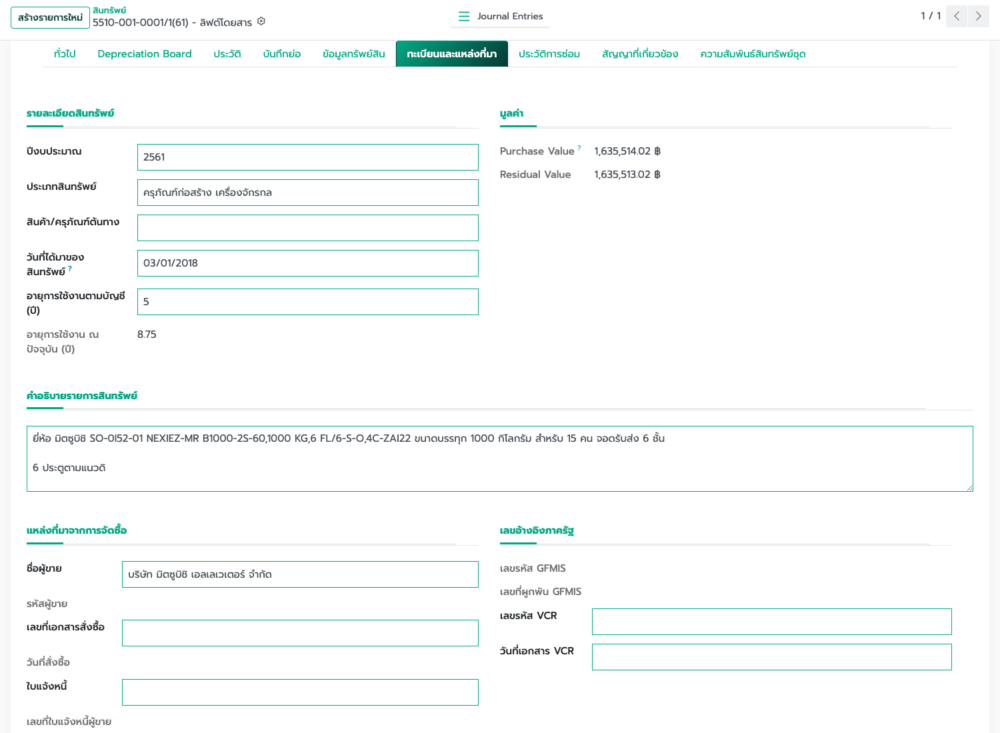 สร้างรายการใหม่
สินทรัพย์
5510-001-0001/1(61) - ลิฟต์โดยสาร
Journal Entries
1 / 1
ทั่วไป
Depreciation Board
ประวัติ
บันทึกย่อ
ข้อมูลทรัพย์สิน
ทะเบียนและแหล่งที่มา
ประวัติการซ่อม
สัญญาที่เกี่ยวข้อง
ความสัมพันธ์สินทรัพย์ชุด
รายละเอียดสินทรัพย์
ปีงบประมาณ
2561
ประเภทสินทรัพย์
ครุภัณฑ์ก่อสร้าง เครื่องจักรกล
สินค้า/ครุภัณฑ์ต้นทาง
วันที่ได้มาของ
สินทรัพย์ ?
03/01/2018
อายุการใช้งานตามบัญชี
(ปี)
5
อายุการใช้งาน ณ
ปัจจุบัน (ปี)
8.75
มูลค่า
Purchase Value ?
1,635,514.02 ฿
Residual Value
1,635,513.02 ฿
คำอธิบายรายการสินทรัพย์
ยี่ห้อ มิตซูบิชิ SO-0I52-01 NEXIEZ-MR B1000-2S-60,1000 KG,6 FL/6-S-O,4C-ZAI22 ขนาดบรรทุก 1000 กิโลกรัม สำหรับ 15 คน จอดรับส่ง 6 ชั้น
6 ประตูตามแนวดิ
แหล่งที่มาจากการจัดซื้อ
ชื่อผู้ขาย
บริษัท มิตซูบิชิ เอลเลเวเตอร์ จำกัด
รหัสผู้ขาย
เลขที่เอกสารสั่งซื้อ
วันที่สั่งซื้อ
ใบแจ้งหนี้
เลขที่ใบแจ้งหนี้ผู้ขาย
เลขอ้างอิงภาครัฐ
เลขรหัส GFMIS
เลขที่ผูกพัน GFMIS
เลขรหัส VCR
วันที่เอกสาร VCR